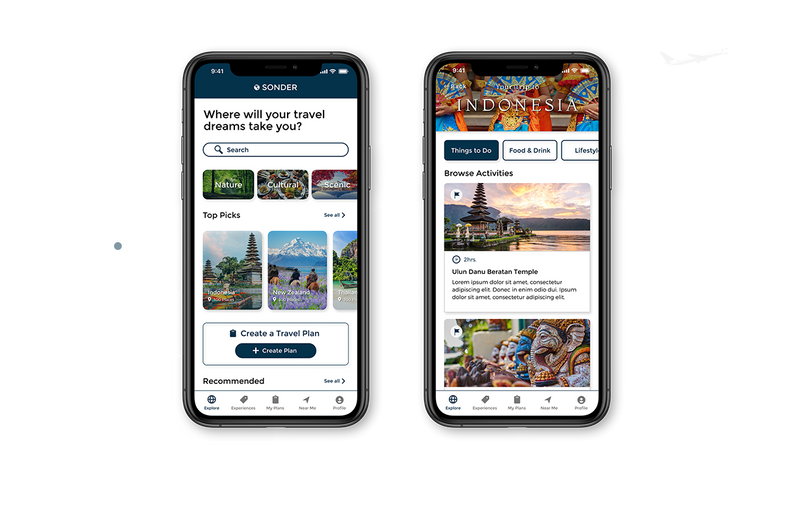 9:41
SONDER
Where will your travel
dreams take you?
Search
Nature
Cultural
Scenic
Top Picks
See all
Indonesia
New Zealand
Create a Travel Plan
Create Plan
Recommended
See all
Explore
Experiences
My Plans
Near Me
Profile
9:41
Back
Your trip to
INDONESIA
Things to Do
Food & Drink
Lifestyle
Browse Activities
2hrs.
Ulun Danu Beratan Temple
Lorem ipsum dolor sit amet, consectetur
adipiscing elit. Donec in enim odio dui. Ipsum
dolor sit amet, consectetur adipiscing elit.
Explore
Experiences
My Plans
Near Me
Profile